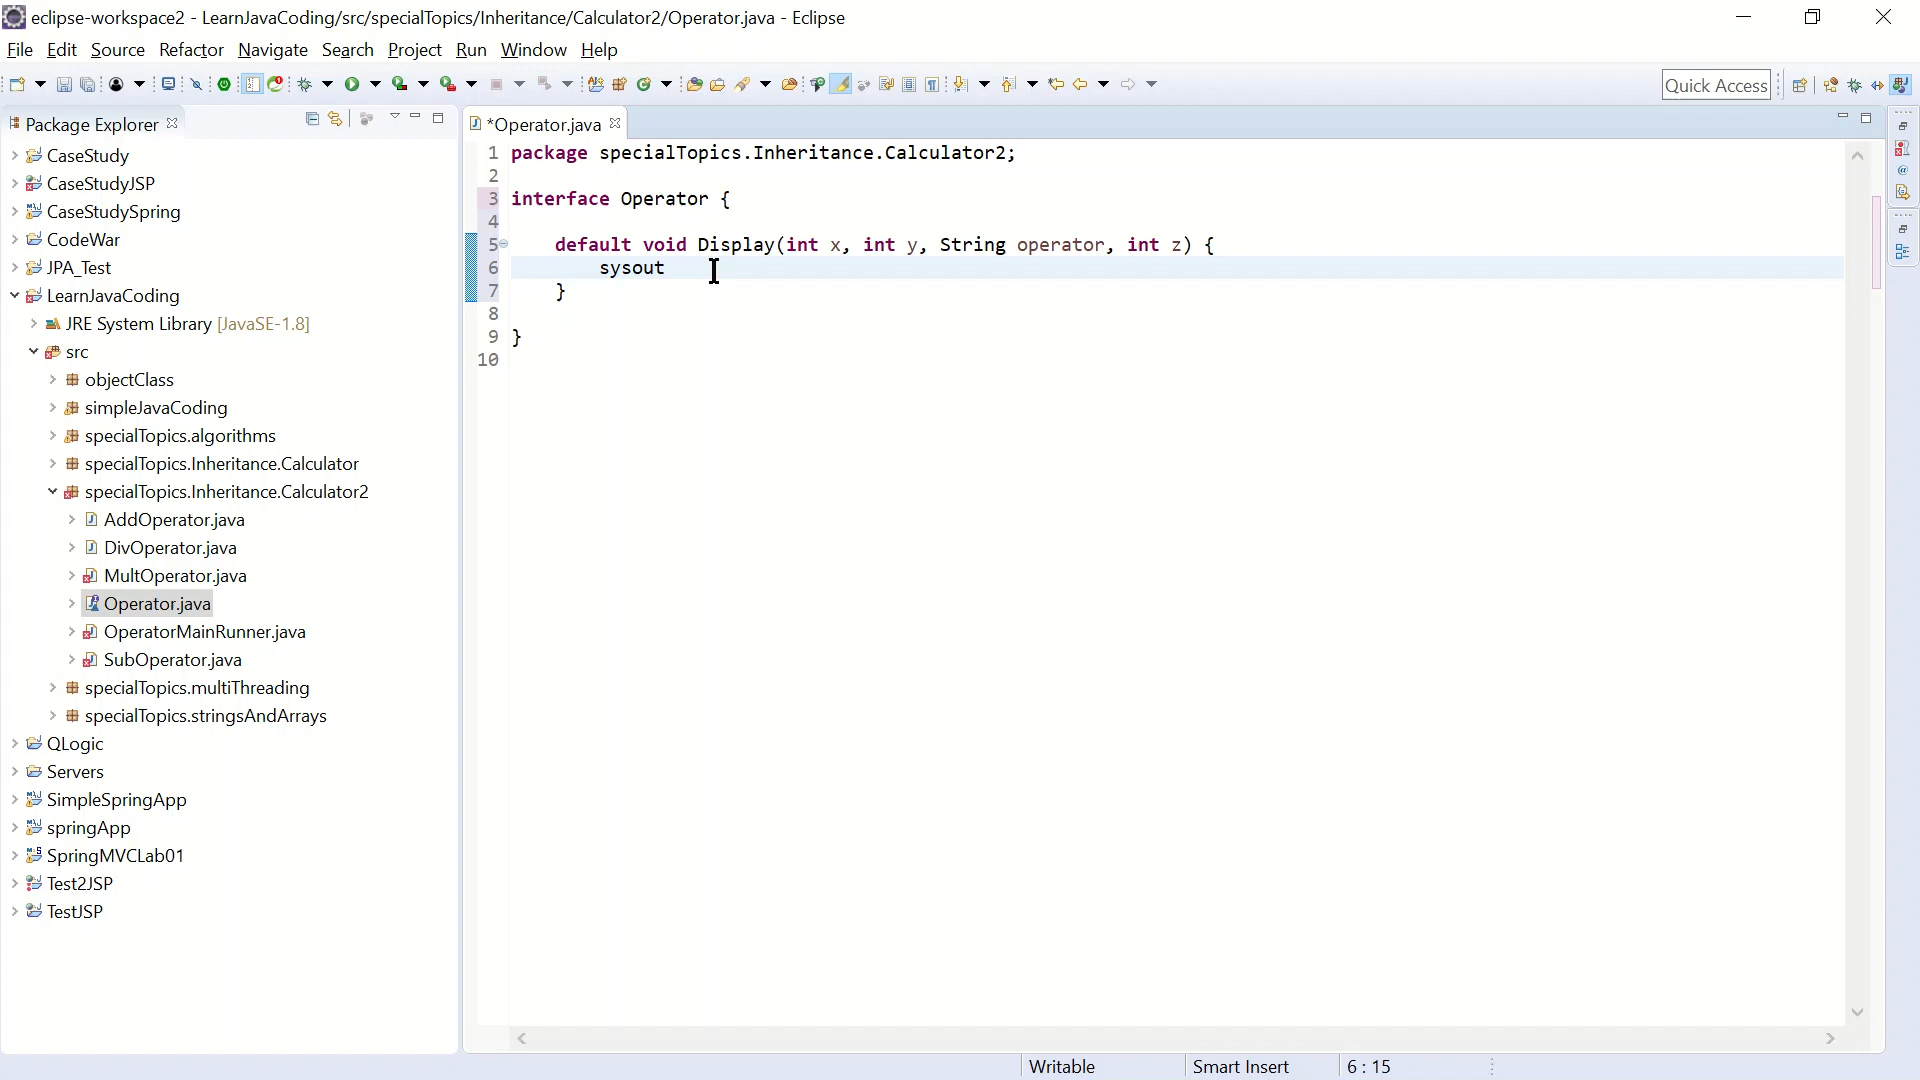 eclipse-workspace2 - LearnJavaCoding/src/specialTopics/Inheritance/Calculator2/Operator.java - Eclipse
File Edit Source Refactor Navigate Search Project Run Window Help
Quick Access
Package Explorer
*Operator.java
CaseStudy
CaseStudyJSP
CaseStudySpring
CodeWar
JPA_Test
LearnJavaCoding
JRE System Library [JavaSE-1.8]
src
objectClass
simpleJavaCoding
specialTopics.algorithms
specialTopics.Inheritance.Calculator
specialTopics.Inheritance.Calculator2
AddOperator.java
DivOperator.java
MultOperator.java
Operator.java
OperatorMainRunner.java
SubOperator.java
specialTopics.multiThreading
specialTopics.stringsAndArrays
QLogic
Servers
SimpleSpringApp
springApp
SpringMVCLab01
Test2JSP
TestJSP
1 package specialTopics.Inheritance.Calculator2;
2
3 interface Operator {
4
5 default void Display(int x, int y, String operator, int z) {
6 sysout
7 }
8
9 }
10
Writable Smart Insert 6 : 15